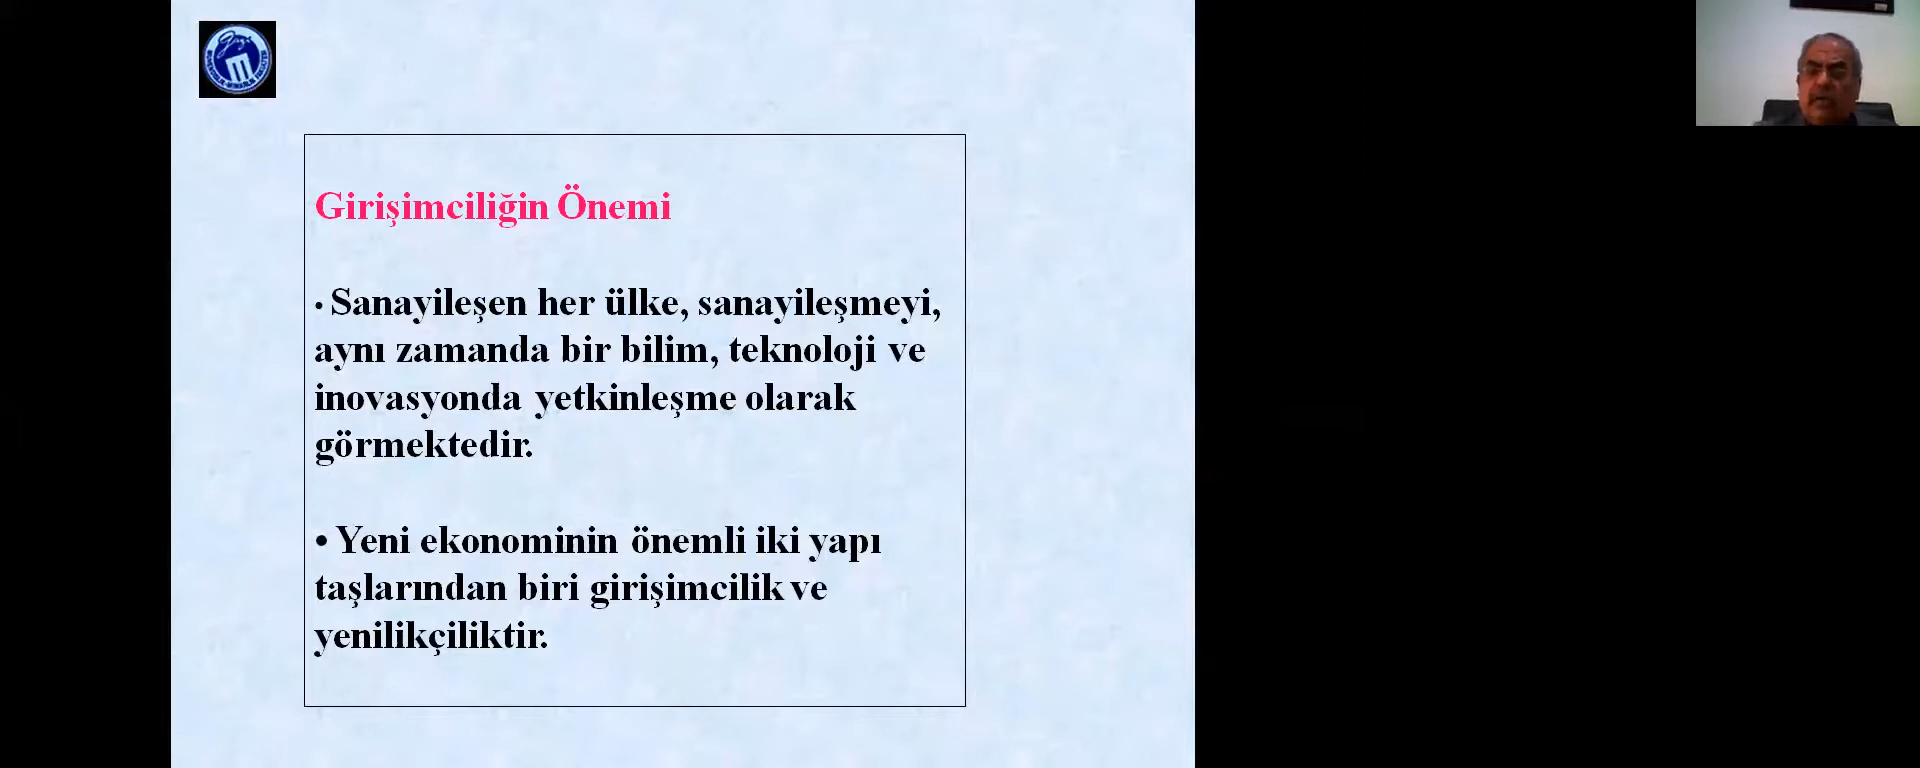 Gazi
Girişimciliğin Önemi
• Sanayileşen her ülke, sanayileşmeyi,
aynı zamanda bir bilim, teknoloji ve
inovasyonda yetkinleşme olarak
görmektedir.
• Yeni ekonominin önemli iki yapı
taşlarından biri girişimcilik ve
yenilikçiliktir.